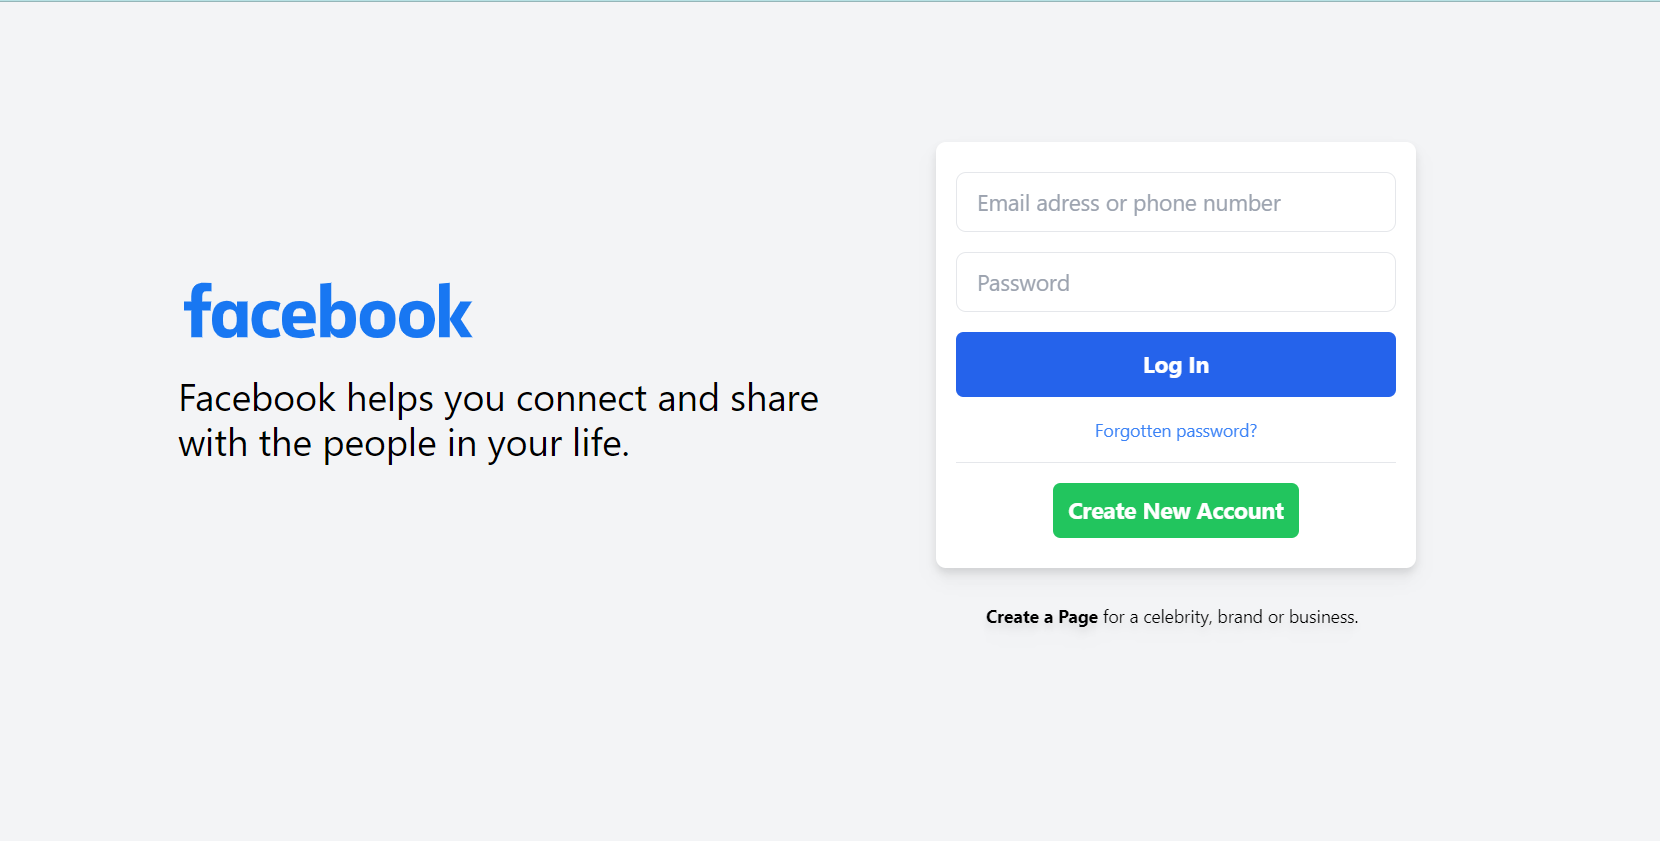 facebook
Facebook helps you connect and share
with the people in your life.
Email adress or phone number
Password
Log In
Forgotten password?
Create New Account
Create a Page for a celebrity, brand or business.